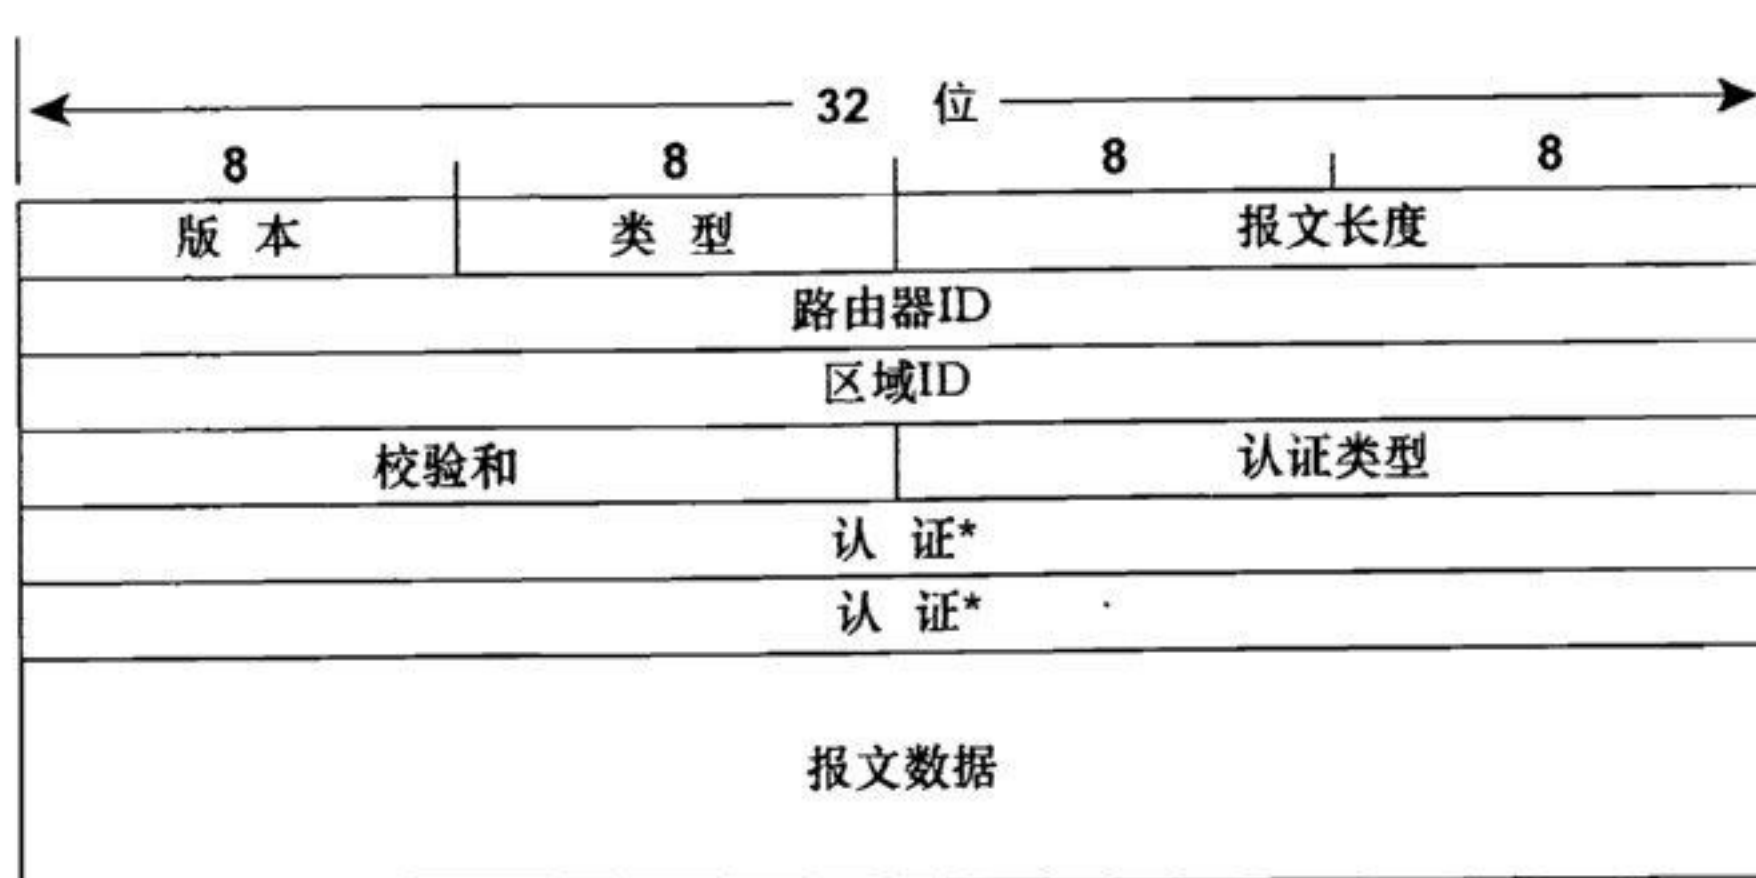 32 位
8 8 8 8
版 本 类 型 报文长度
路由器ID
区域ID
校验和 认证类型
认 证*
认 证*
报文数据